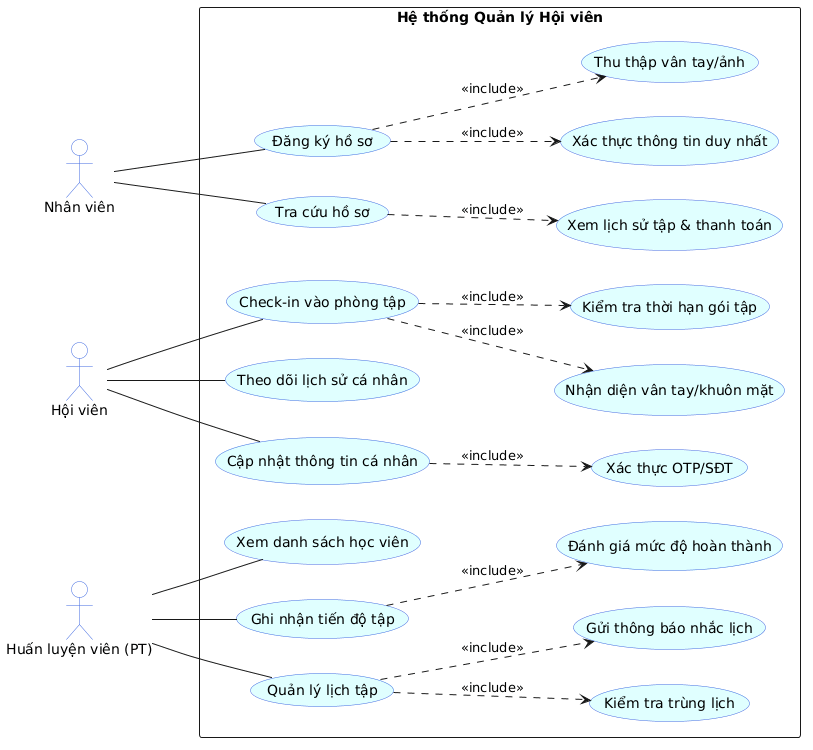 Hệ thống Quản lý Hội viên
Thu thập vân tay/ảnh
«include»
Đăng ký hồ sơ
«include»
Xác thực thông tin duy nhất
Nhân viên
Tra cứu hồ sơ
«include»
Xem lịch sử tập & thanh toán
Check-in vào phòng tập
«include»
Kiểm tra thời hạn gói tập
«include»
Nhận diện vân tay/khuôn mặt
Theo dõi lịch sử cá nhân
Hội viên
Cập nhật thông tin cá nhân
«include»
Xác thực OTP/SĐT
Xem danh sách học viên
«include»
Đánh giá mức độ hoàn thành
Ghi nhận tiến độ tập
Huấn luyện viên (PT)
«include»
Gửi thông báo nhắc lịch
Quản lý lịch tập
«include»
Kiểm tra trùng lịch